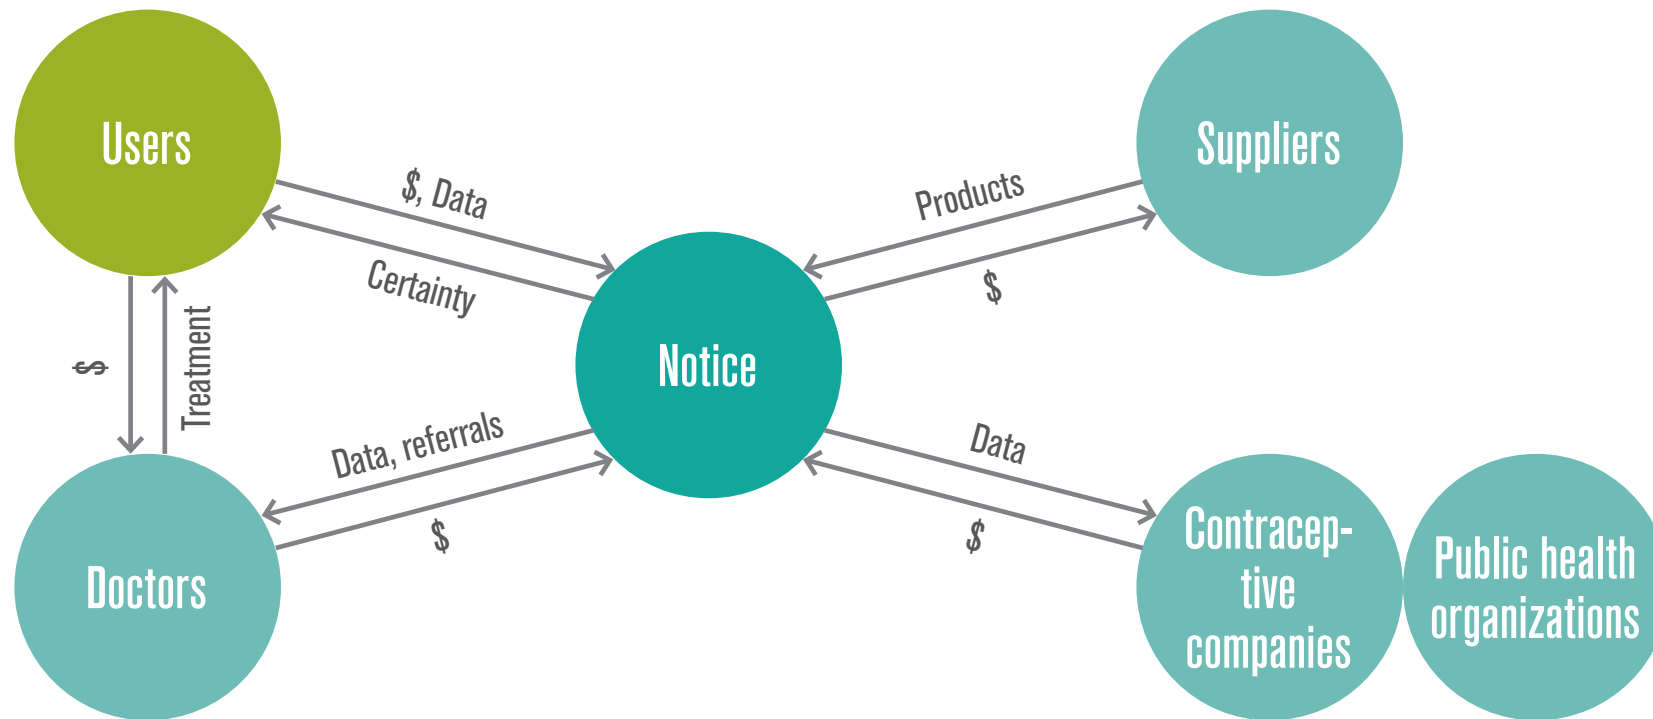 Users
Suppliers
$, Data
Products
Certainty
$
Notice
$
Treatment
Data, referrals
Data
$
$
Doctors
Contracep-
tive
companies
Public health
organizations